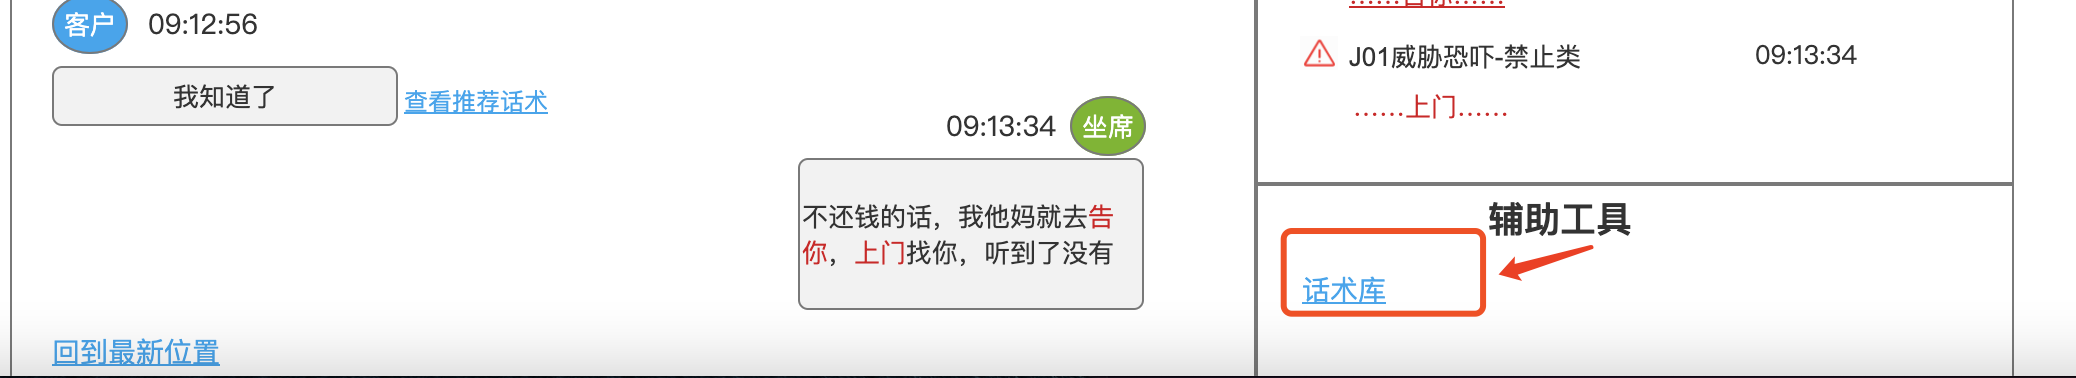 客户 09:12:56
我知道了
查看推荐话术
09:13:34 坐席
不还钱的话，我他妈就去告
你，上门找你，听到了没有
回到最新位置
……告你……
J01威胁恐吓-禁止类 09:13:34
……上门……
辅助工具
话术库